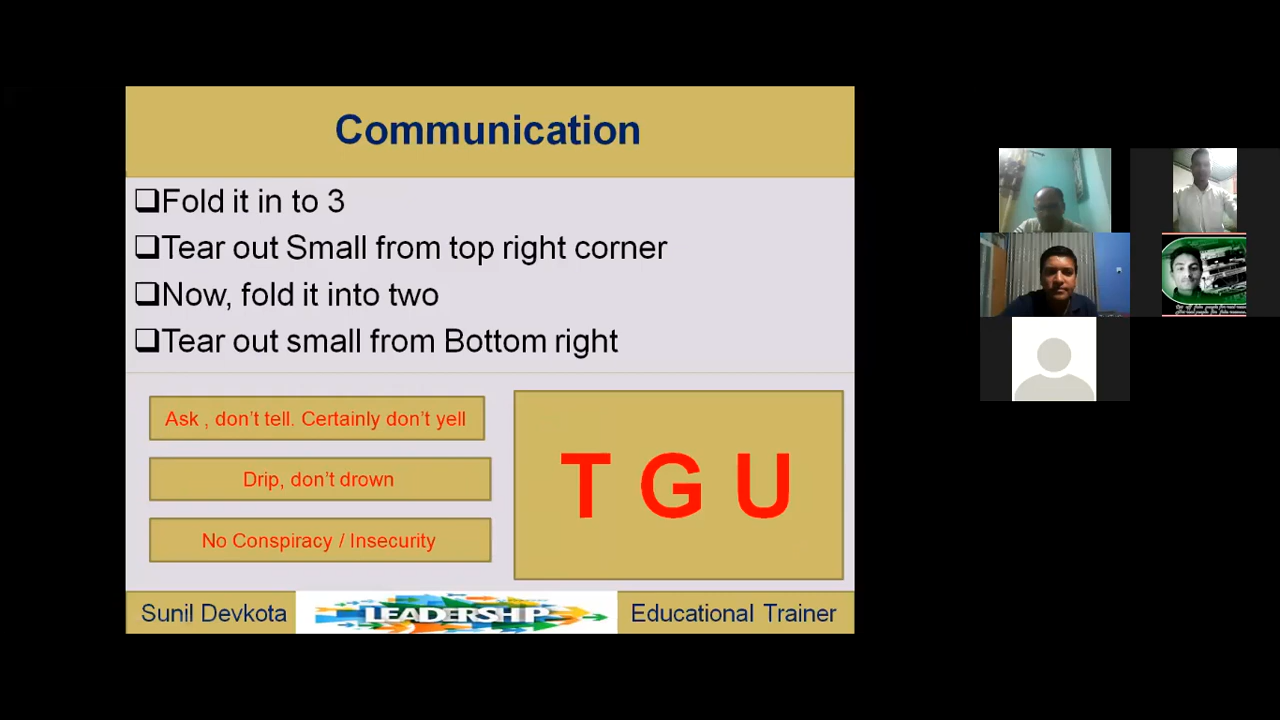 Communication
❑Fold it in to 3
❑Tear out Small from top right corner
❑Now, fold it into two
❑Tear out small from Bottom right
Ask , don't tell. Certainly don't yell
Drip, don't drown
No Conspiracy / Insecurity
T G U
Sunil Devkota
LEADERSHIP
Educational Trainer